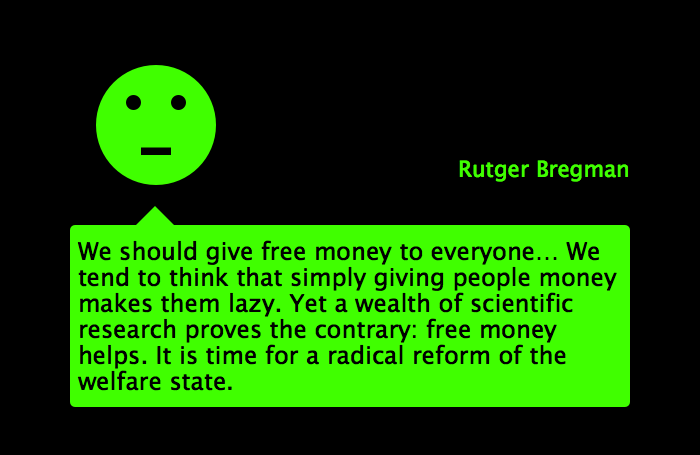 Rutger Bregman
We should give free money to everyone… We
tend to think that simply giving people money
makes them lazy. Yet a wealth of scientific
research proves the contrary: free money
helps. It is time for a radical reform of the
welfare state.